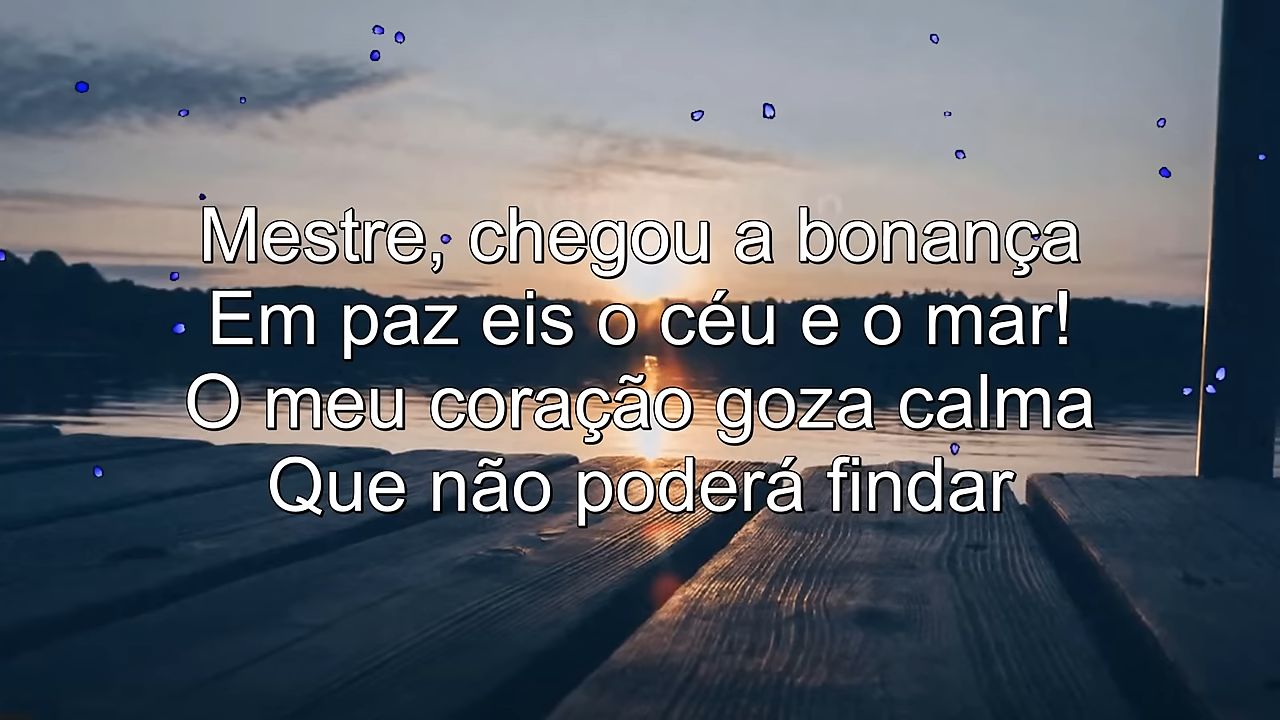 Mestre, chegou a bonança
Em paz eis o céu e o mar!
O meu coração goza calma
Que não poderá findar